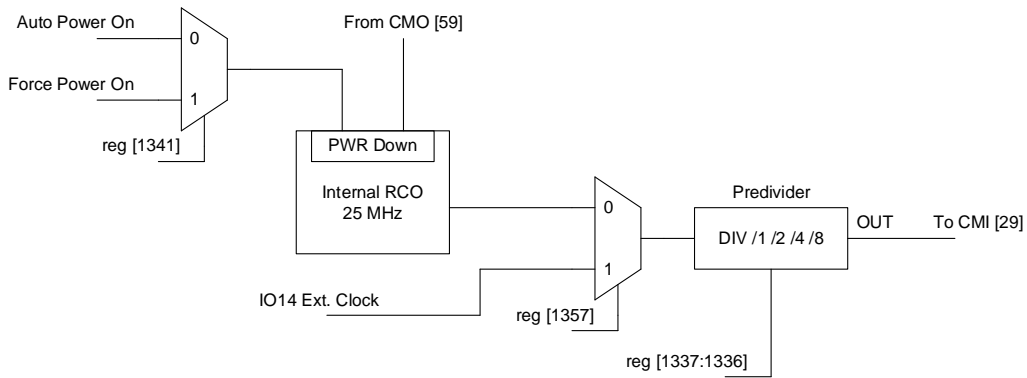 Auto Power On
From CMO [59]
0
Force Power On
1
reg [1341]
PWR Down
Internal RCO
25 MHz
Predivider
0
DIV /1 /2 /4 /8
OUT
To CMI [29]
1
IO14 Ext. Clock
reg [1357]
reg [1337:1336]